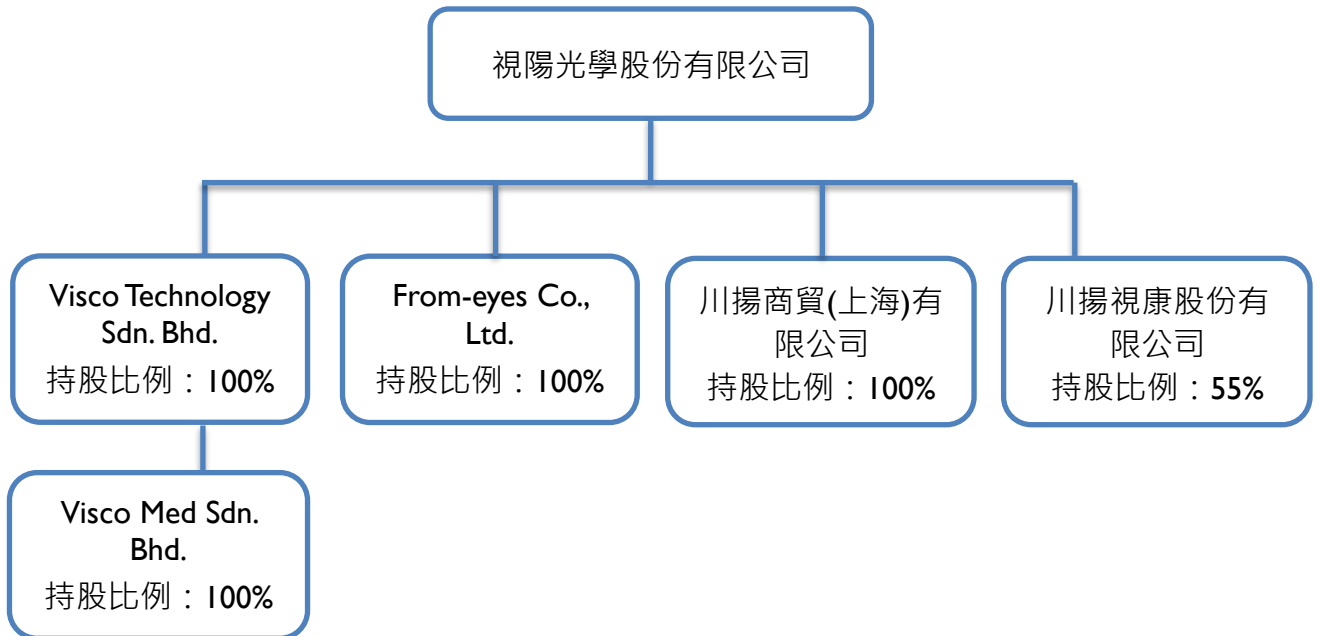 視陽光學股份有限公司
Visco Technology
Sdn. Bhd.
持股比例：100%
From-eyes Co.,
Ltd.
持股比例：100%
川揚商貿(上海)有
限公司
持股比例：100%
川揚視康股份有
限公司
持股比例：55%
Visco Med Sdn.
Bhd.
持股比例：100%